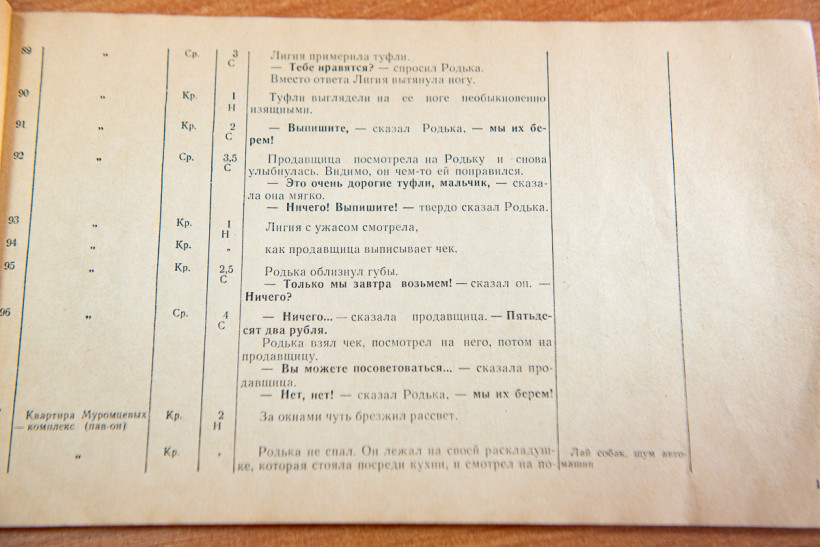 89 " Ср. 3 Лигия примерила туфли.
С — Тебе нравятся? — спросил Родька.
Вместо ответа Лигия вытянула ногу.
90 " Кр. 1 Туфли выглядели на ее ноге необыкновенно
Н изящными.
91 " Кр. 2 — Выпишите, — сказал Родька, — мы их бе-
С рем!
92 " Ср. 3,5 Продавщица посмотрела на Родьку и снова
С улыбнулась. Видимо, он чем-то ей понравился.
— Это очень дорогие туфли, мальчик, — сказа-
ла она мягко.
— Ничего! Выпишите! — твердо сказал Родька.
93 " Кр. 1 Лигия с ужасом смотрела,
Н
94 " Кр. " как продавщица выписывает чек.
95 " Кр. 2,5 Родька облизнул губы.
С — Только мы завтра возьмем! — сказал он. —
Ничего?
96 " Ср. 4 — Ничего... — сказала продавщица. — Пятьде-
С сят два рубля.
Родька взял чек, посмотрел на него, потом на
продавщицу.
— Вы можете посоветоваться... — сказала про-
давщица.
— Нет, нет! — сказал Родька, — мы их берем!
Квартира Муромцевых Кр. 2 За окнами чуть брезжил рассвет.
— комплекс (пав-он) Н
" Кр. " Родька не спал. Он лежал на своей раскладуш- Лай собак, шум авто-
ке, которая стояла посреди кухни, и смотрел на по- машин